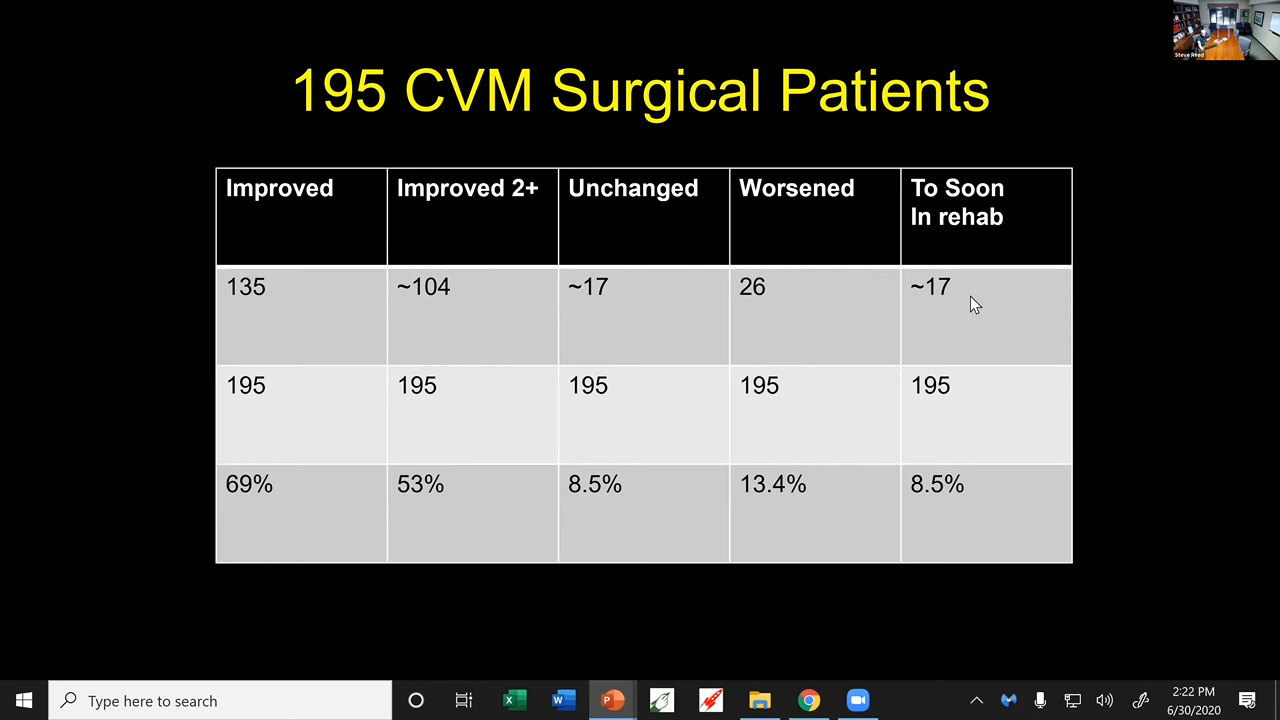 Steve Reed
195 CVM Surgical Patients
Improved Improved 2+ Unchanged Worsened To Soon
In rehab
135 ~104 ~17 26 ~17
195 195 195 195 195
69% 53% 8.5% 13.4% 8.5%
Type here to search
2:22 PM
6/30/2020